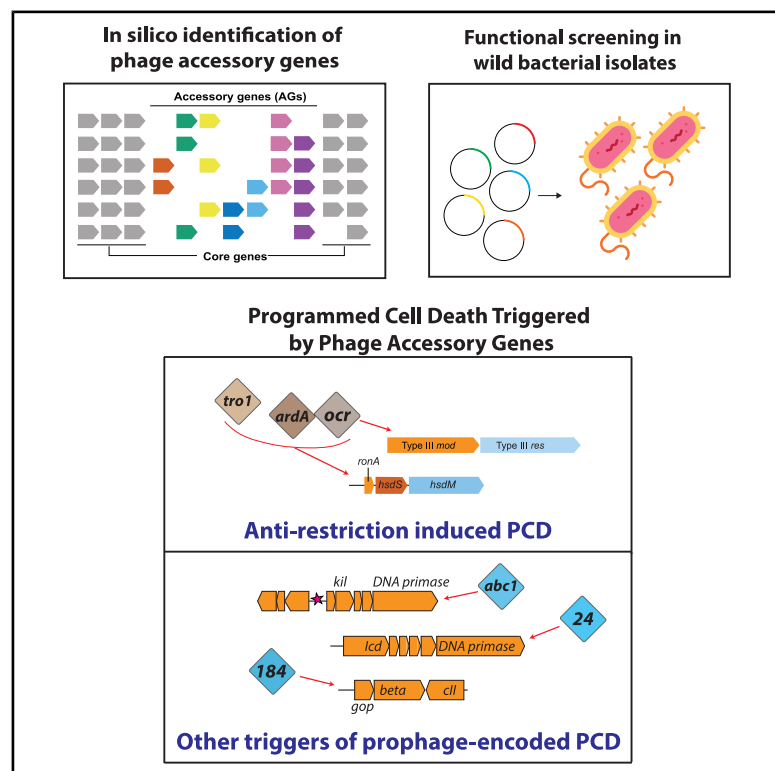 In silico identification of
phage accessory genes
Accessory genes (AGs)
Core genes
Functional screening in
wild bacterial isolates
Programmed Cell Death Triggered
by Phage Accessory Genes
tro1
ardA
ocr
Type III mod
Type III res
ronA
hsdS
hsdM
Anti-restriction induced PCD
kil
DNA primase
abc1
24
Icd
DNA primase
184
gop
beta
cII
Other triggers of prophage-encoded PCD